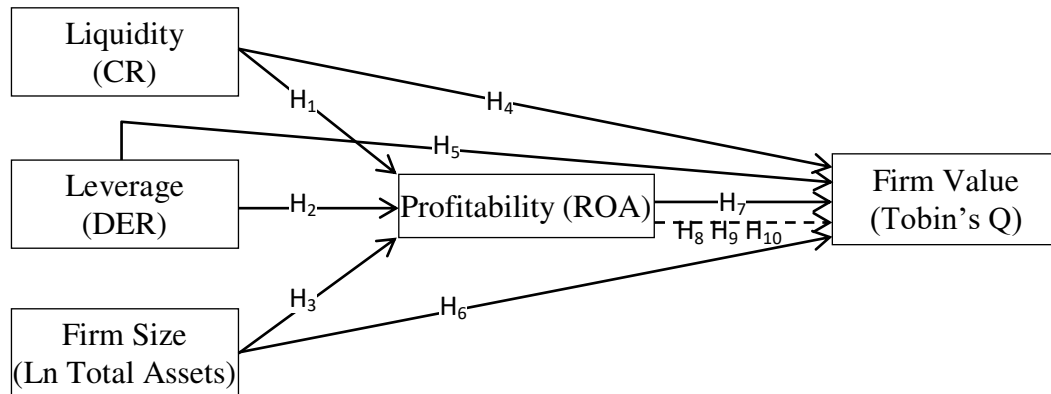 Liquidity
(CR)
H₁
H₄
H₅
Leverage
(DER)
H₂
Profitability (ROA)
H₇
H₈ H₉ H₁₀
Firm Value
(Tobin’s Q)
H₃
H₆
Firm Size
(Ln Total Assets)